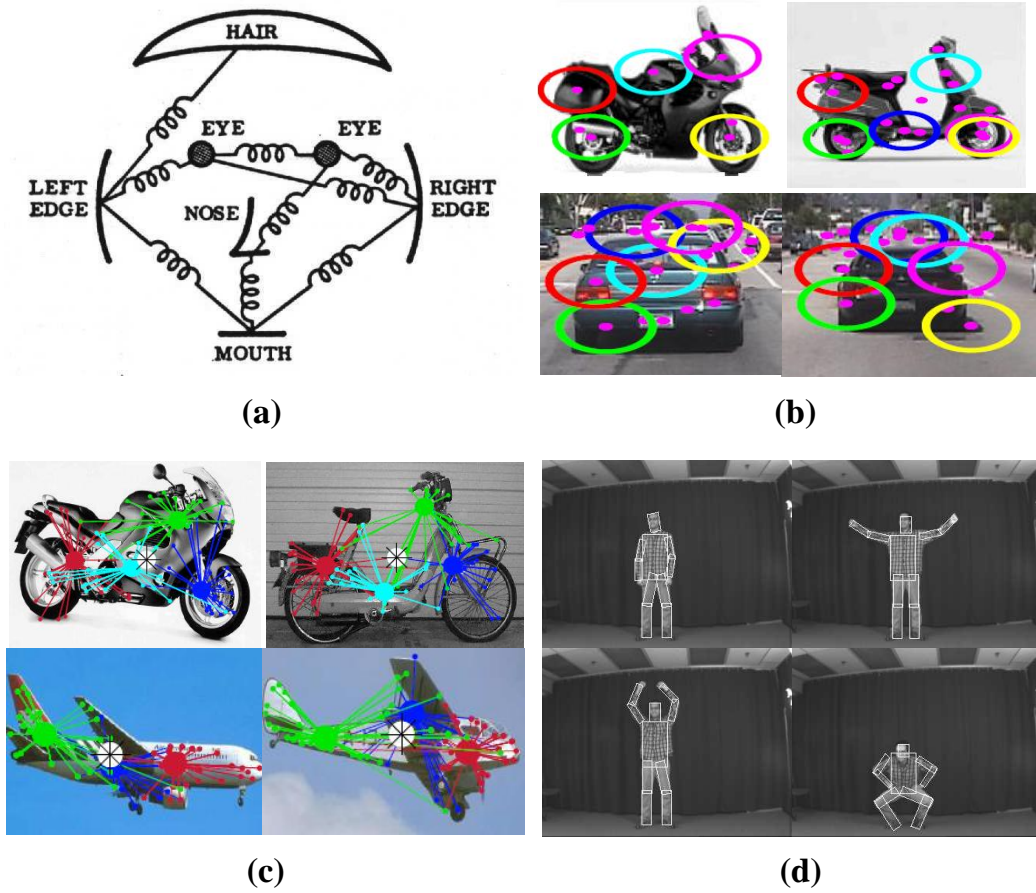 HAIR
EYE EYE
LEFT
EDGE
NOSE
RIGHT
EDGE
MOUTH
(a)
(b)
(c)
(d)